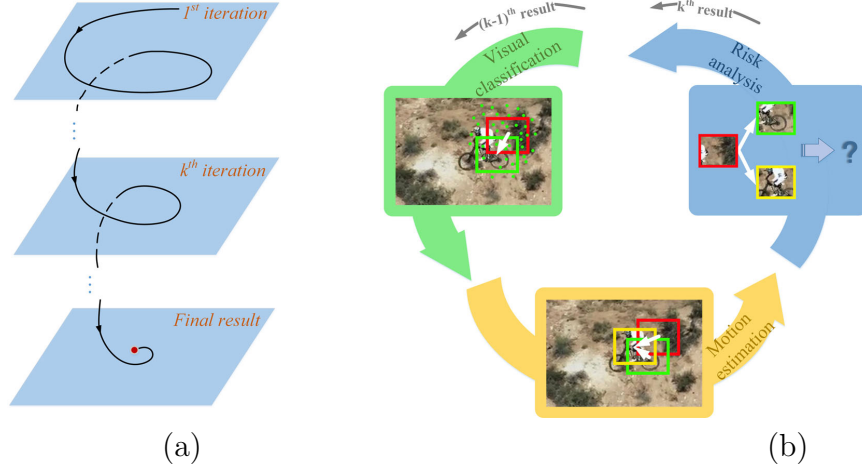 1st iteration
kth iteration
Final result
(a)
(k-1)th result
kth result
Visual
classification
Risk
analysis
?
Motion
estimation
(b)